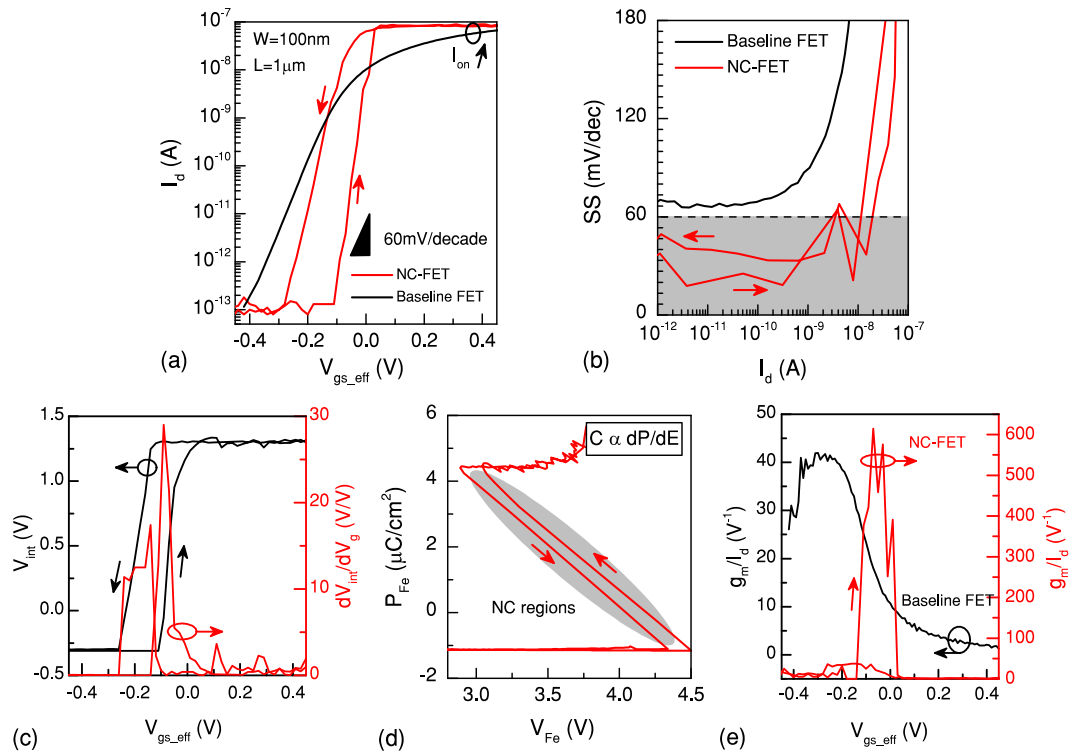 10⁻⁷
10⁻⁸
10⁻⁹
10⁻¹⁰
10⁻¹¹
10⁻¹²
10⁻¹³
I_d (A)
W=100nm
L=1μm
I_on
60mV/decade
NC-FET
Baseline FET
-0.4 -0.2 0.0 0.2 0.4
V_gs_eff (V)
(a)
180
120
60
0
SS (mV/dec)
Baseline FET
NC-FET
10⁻¹² 10⁻¹¹ 10⁻¹⁰ 10⁻⁹ 10⁻⁸ 10⁻⁷
I_d (A)
(b)
1.5
1.0
0.5
0.0
-0.5
V_int (V)
30
20
10
0
dV_int/dV_g (V/V)
-0.4 -0.2 0.0 0.2 0.4
V_gs_eff (V)
(c)
6
4
2
0
-2
P_Fe (μC/cm²)
C α dP/dE
NC regions
3.0 3.5 4.0 4.5
V_Fe (V)
(d)
50
40
30
20
10
0
g_m/I_d (V⁻¹)
NC-FET
Baseline FET
600
500
400
300
200
100
0
g_m/I_d (V⁻¹)
-0.4 -0.2 0.0 0.2 0.4
V_gs_eff (V)
(e)